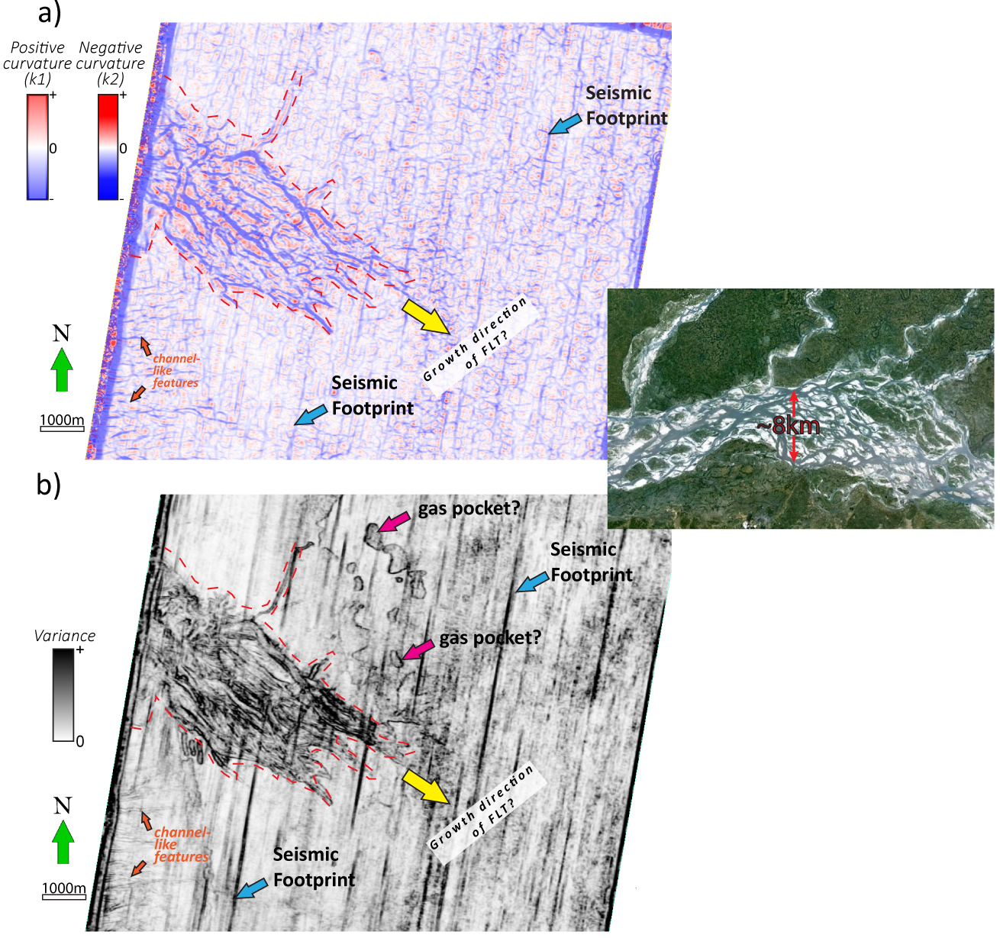 a)
Positive
curvature
(k1)
Negative
curvature
(k2)
+
0
-
+
0
-
Seismic
Footprint
N
1000m
channel-
like
features
Seismic
Footprint
Growth direction
of FLT?
~8km
b)
gas pocket?
Seismic
Footprint
gas pocket?
Variance
+
0
N
1000m
channel-
like
features
Seismic
Footprint
Growth direction
of FLT?